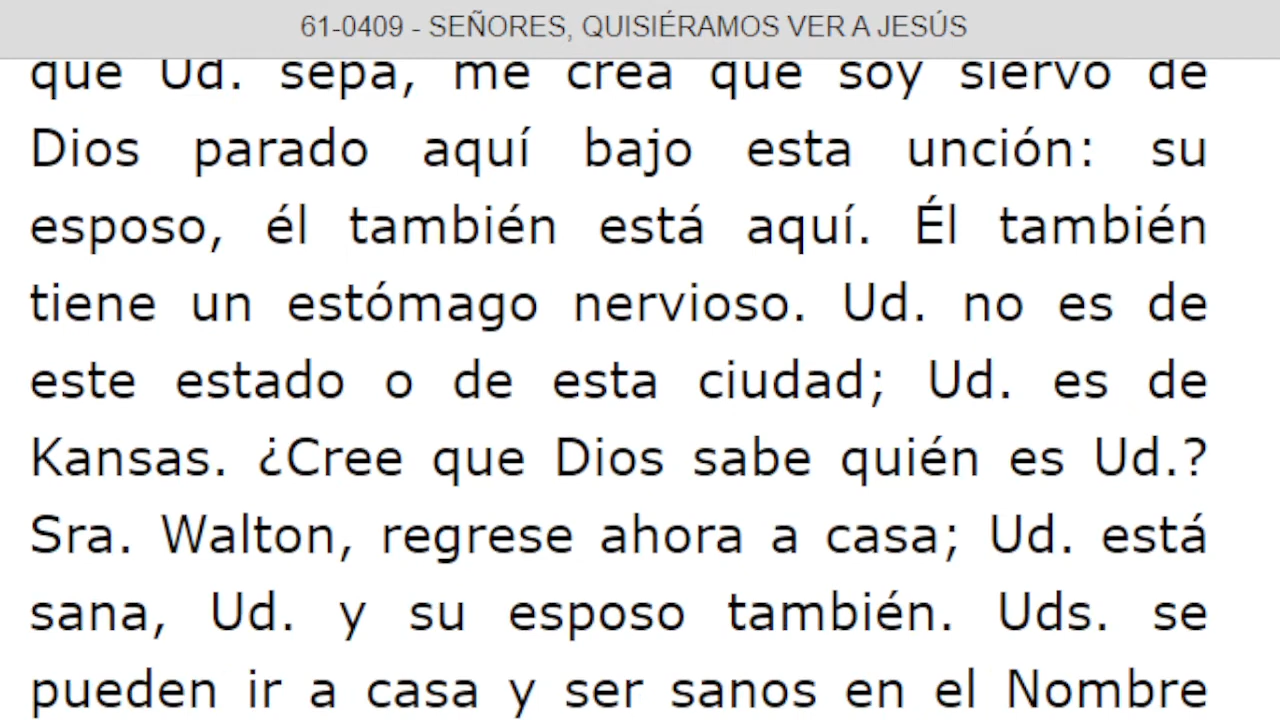 61-0409 - SEÑORES, QUISIÉRAMOS VER A JESÚS
que Ud. sepa, me crea que soy siervo de
Dios parado aquí bajo esta unción: su
esposo, él también está aquí. Él también
tiene un estómago nervioso. Ud. no es de
este estado o de esta ciudad; Ud. es de
Kansas. ¿Cree que Dios sabe quién es Ud.?
Sra. Walton, regrese ahora a casa; Ud. está
sana, Ud. y su esposo también. Uds. se
pueden ir a casa y ser sanos en el Nombre